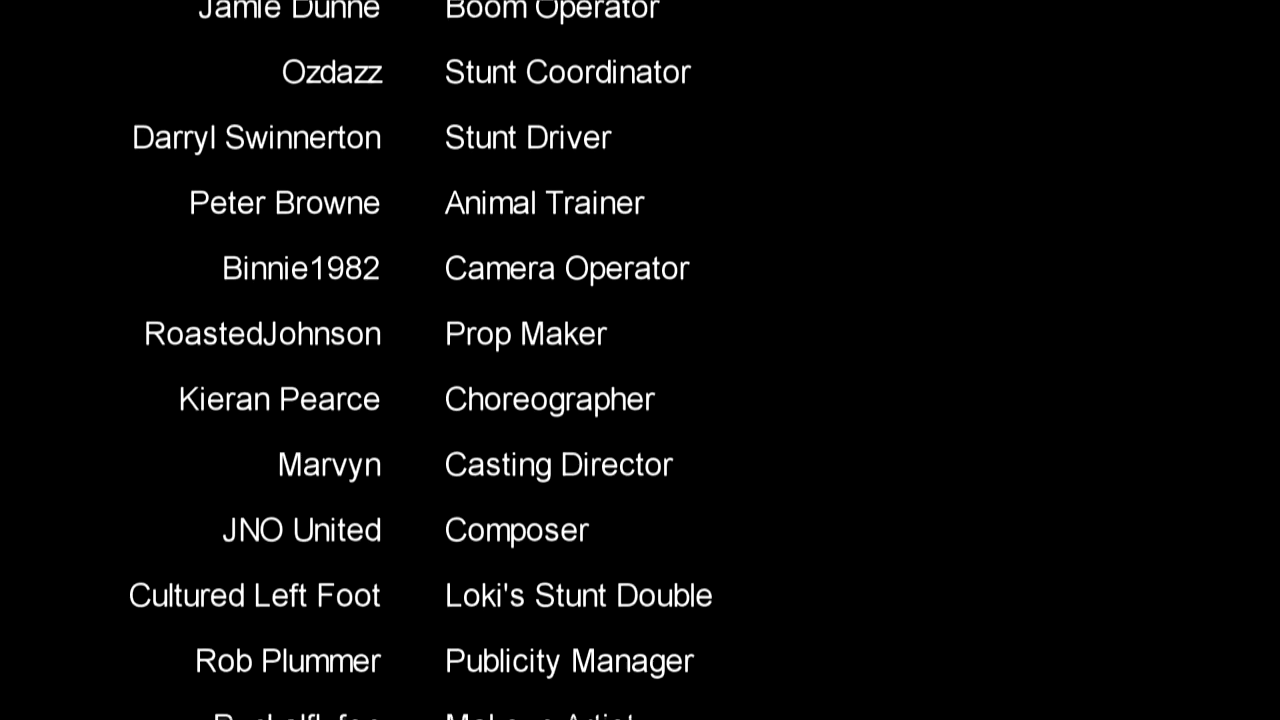 Jamie Dunne Boom Operator
Ozdazz Stunt Coordinator
Darryl Swinnerton Stunt Driver
Peter Browne Animal Trainer
Binnie1982 Camera Operator
RoastedJohnson Prop Maker
Kieran Pearce Choreographer
Marvyn Casting Director
JNO United Composer
Cultured Left Foot Loki's Stunt Double
Rob Plummer Publicity Manager
Artist